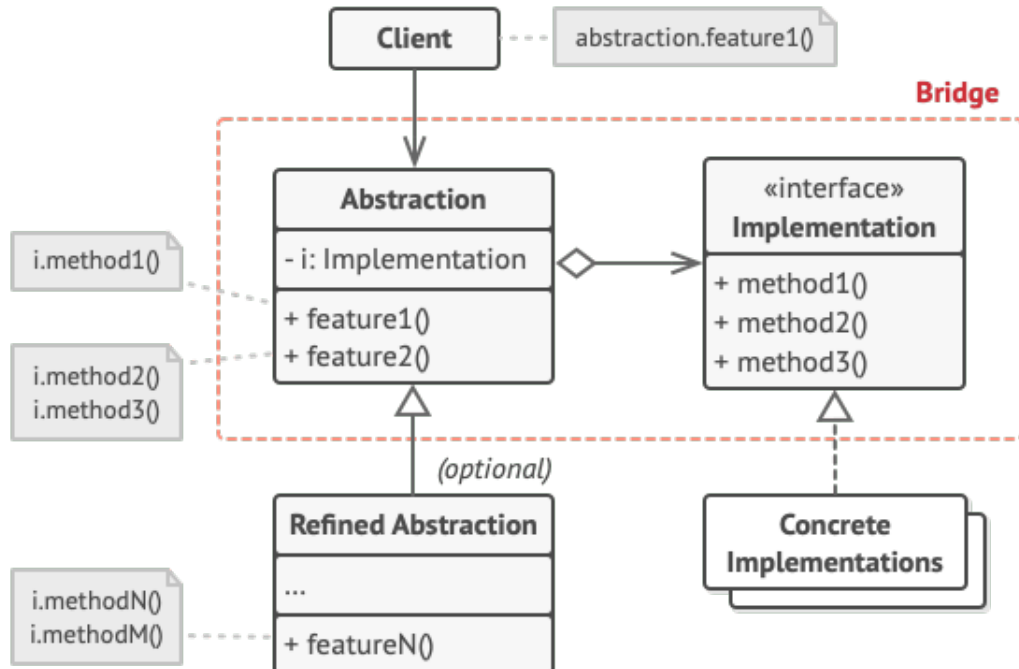 Client
abstraction.feature1()
Bridge
Abstraction
- i: Implementation
+ feature1()
+ feature2()
«interface»
Implementation
+ method1()
+ method2()
+ method3()
i.method1()
i.method2()
i.method3()
(optional)
Refined Abstraction
...
+ featureN()
Concrete
Implementations
i.methodN()
i.methodM()